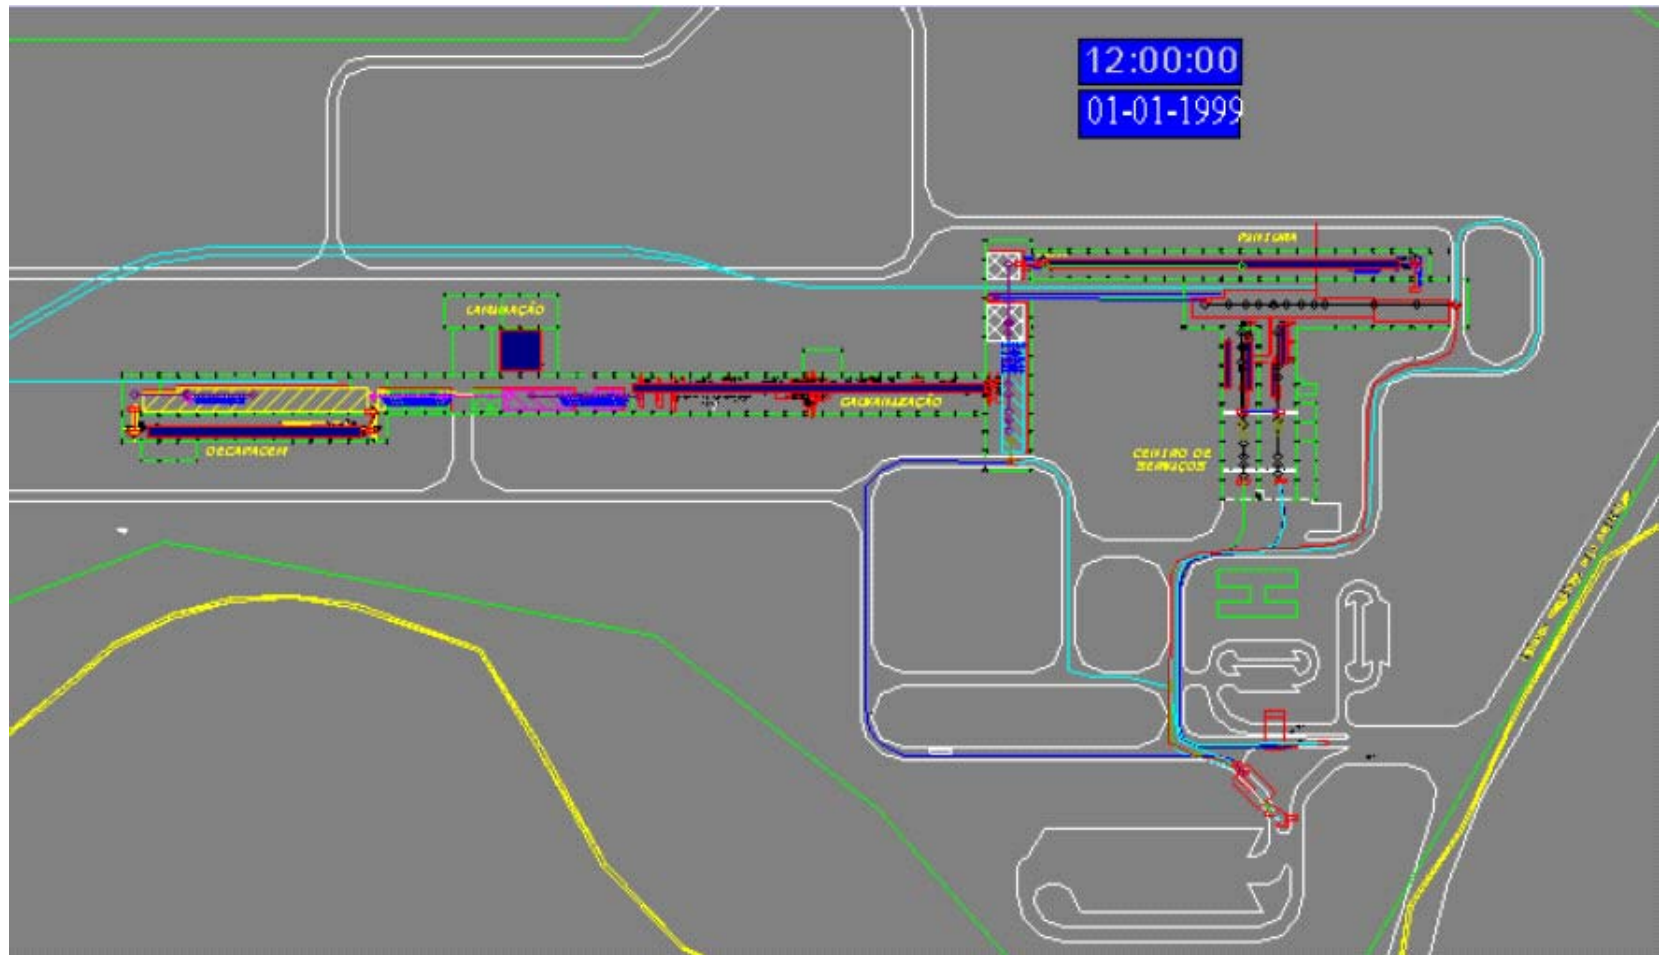 12:00:00
01-01-1999
PINTURA
LAMINAÇÃO
GALVANIZAÇÃO
DECAPAGEM
CENTRO DE
SERVIÇOS